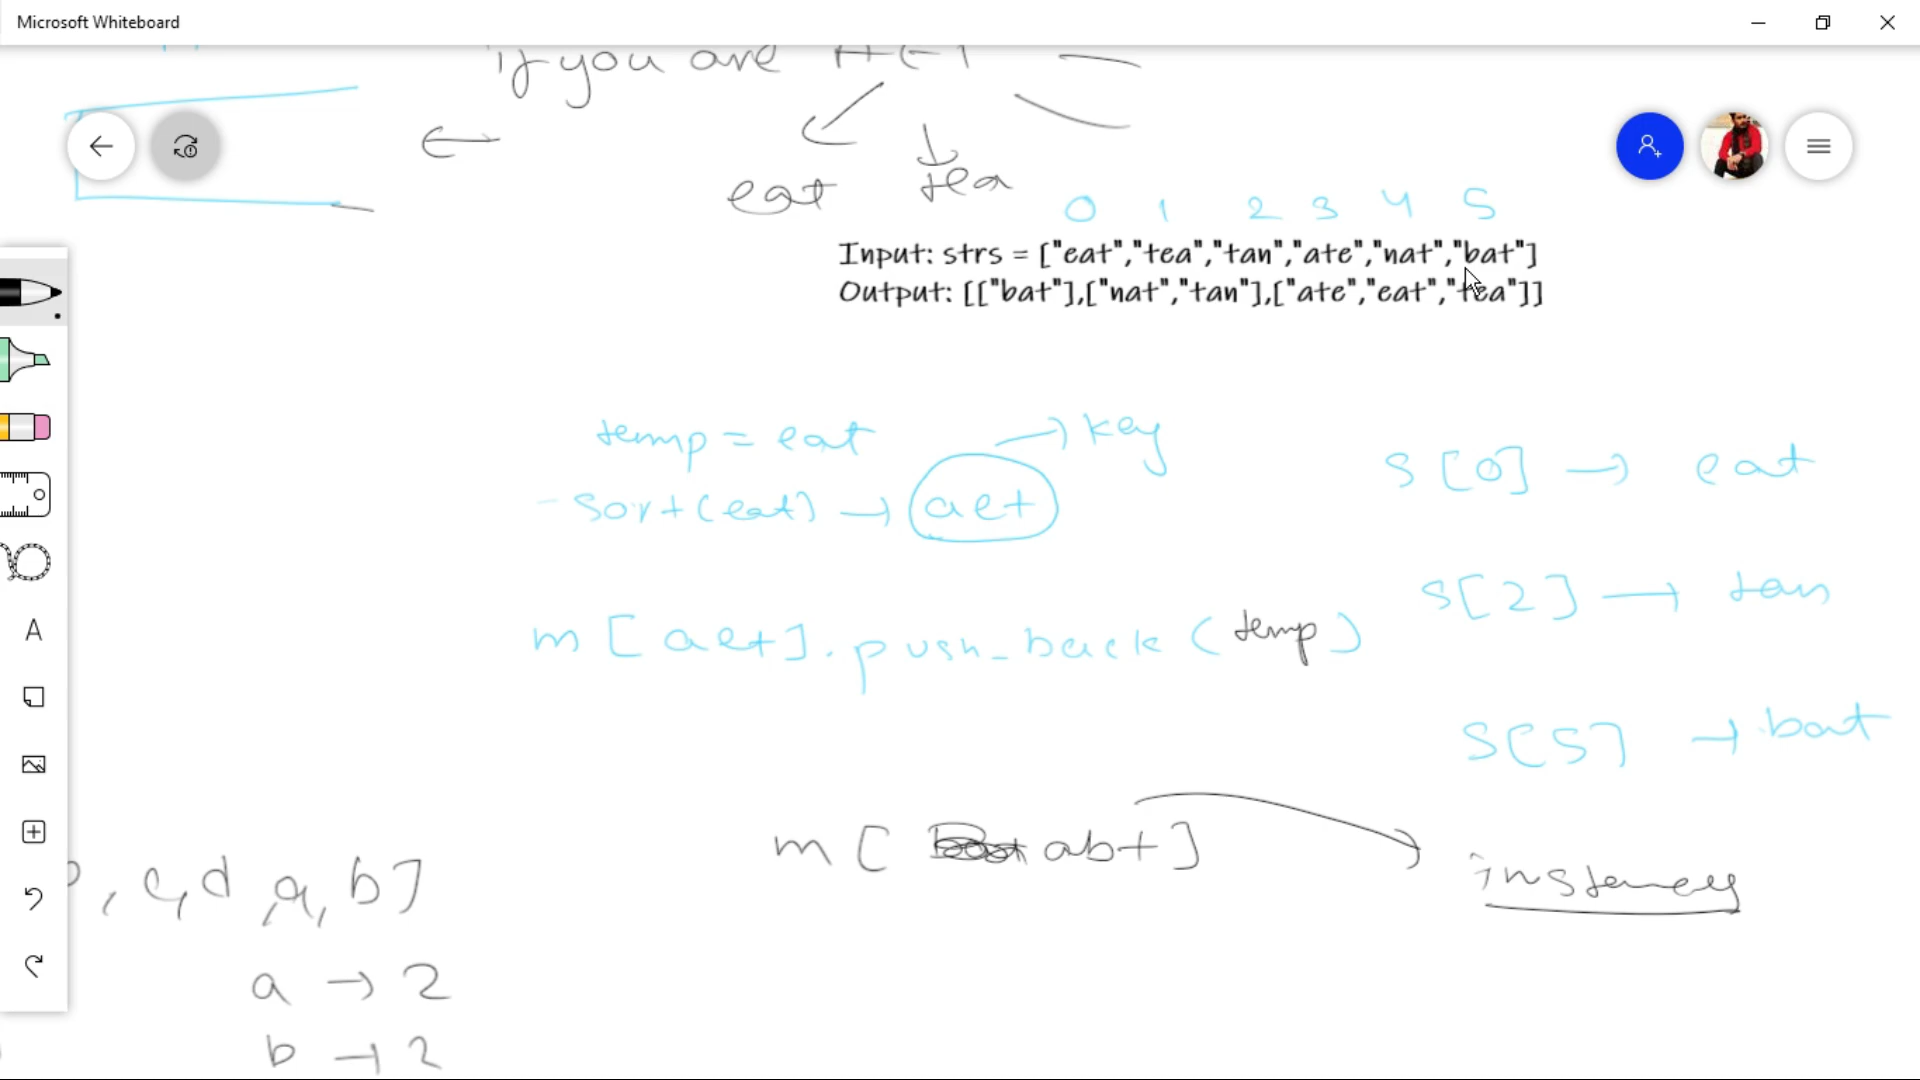 Microsoft Whiteboard
if you are
eat tea
0 1 2 3 4 5
Input: strs = ["eat","tea","tan","ate","nat","bat"]
Output: [["bat"],["nat","tan"],["ate","eat","tea"]]
temp = eat → key
sort(eat) → aet
s[0] → eat
s[2] → tan
m[aet].push_back(temp)
s[5] → bat
m[ abt]
, c, d, a, b]
a → 2
b → 2
A